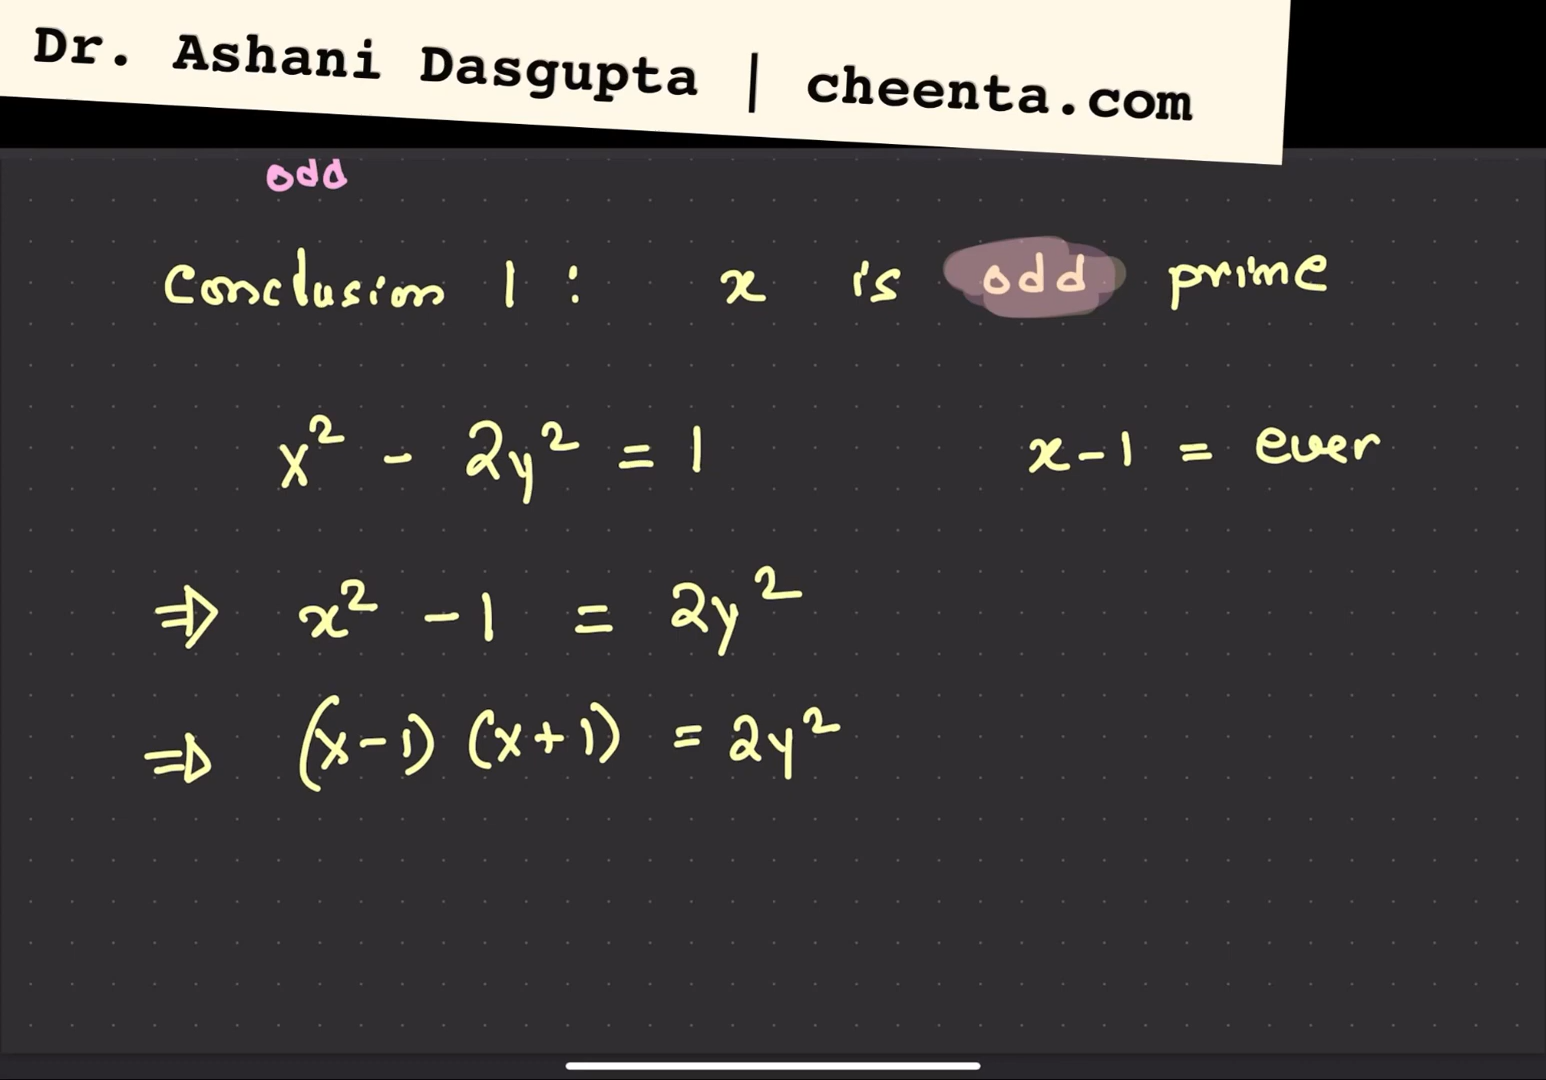 Dr. Ashani Dasgupta | cheenta.com
odd
Conclusion 1 : x is odd prime
x² - 2y² = 1 x-1 = even
⇒ x² - 1 = 2y²
⇒ (x-1) (x+1) = 2y²